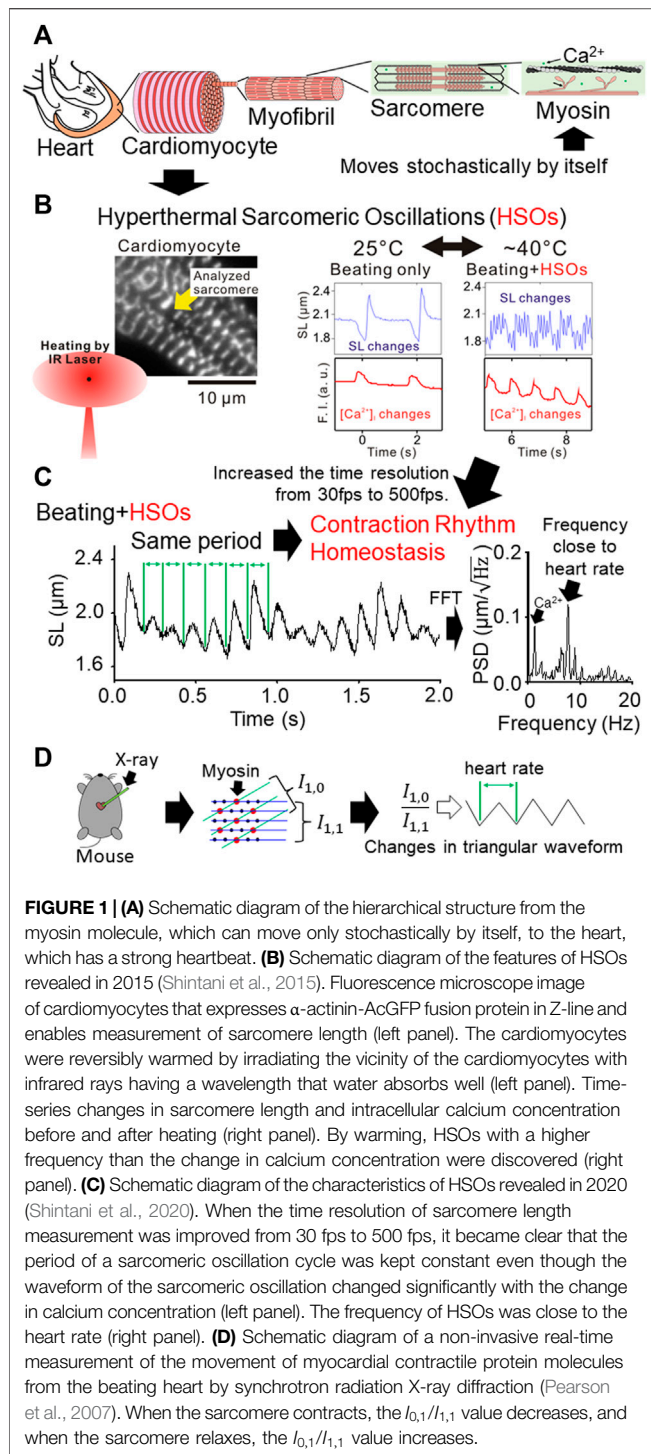 A
Ca2+
Heart
Cardiomyocyte
Myofibril
Sarcomere
Myosin
Moves stochastically by itself
B
Hyperthermal Sarcomeric Oscillations (HSOs)
Cardiomyocyte
Analyzed
sarcomere
Heating by
IR Laser
10 μm
25°C
~40°C
Beating only
Beating+HSOs
SL (μm)
2.4
2.1
1.8
SL changes
2.4
2.1
1.8
SL changes
F. I. (a. u.)
[Ca2+]i changes
[Ca2+]i changes
0 2
Time (s)
6 8
Time (s)
Increased the time resolution
from 30fps to 500fps.
C
Beating+HSOs
Same period
Contraction Rhythm
Homeostasis
Frequency
close to
heart rate
SL (μm)
2.4
2.0
1.6
0.0 0.5 1.0 1.5 2.0
Time (s)
FFT
PSD (μm/√Hz)
0.2
0.1
0.0
Ca2+
0 10 20
Frequency (Hz)
D
X-ray
Mouse
Myosin
I1,0
I1,1
I1,0
I1,1
heart rate
Changes in triangular waveform
FIGURE 1 | (A) Schematic diagram of the hierarchical structure from the
myosin molecule, which can move only stochastically by itself, to the heart,
which has a strong heartbeat. (B) Schematic diagram of the features of HSOs
revealed in 2015 (Shintani et al., 2015). Fluorescence microscope image
of cardiomyocytes that expresses α-actinin-AcGFP fusion protein in Z-line and
enables measurement of sarcomere length (left panel). The cardiomyocytes
were reversibly warmed by irradiating the vicinity of the cardiomyocytes with
infrared rays having a wavelength that water absorbs well (left panel). Time-
series changes in sarcomere length and intracellular calcium concentration
before and after heating (right panel). By warming, HSOs with a higher
frequency than the change in calcium concentration were discovered (right
panel). (C) Schematic diagram of the characteristics of HSOs revealed in 2020
(Shintani et al., 2020). When the time resolution of sarcomere length
measurement was improved from 30 fps to 500 fps, it became clear that the
period of a sarcomeric oscillation cycle was kept constant even though the
waveform of the sarcomeric oscillation changed significantly with the change
in calcium concentration (left panel). The frequency of HSOs was close to the
heart rate (right panel). (D) Schematic diagram of a non-invasive real-time
measurement of the movement of myocardial contractile protein molecules
from the beating heart by synchrotron radiation X-ray diffraction (Pearson
et al., 2007). When the sarcomere contracts, the I0,1/I1,1 value decreases, and
when the sarcomere relaxes, the I0,1/I1,1 value increases.